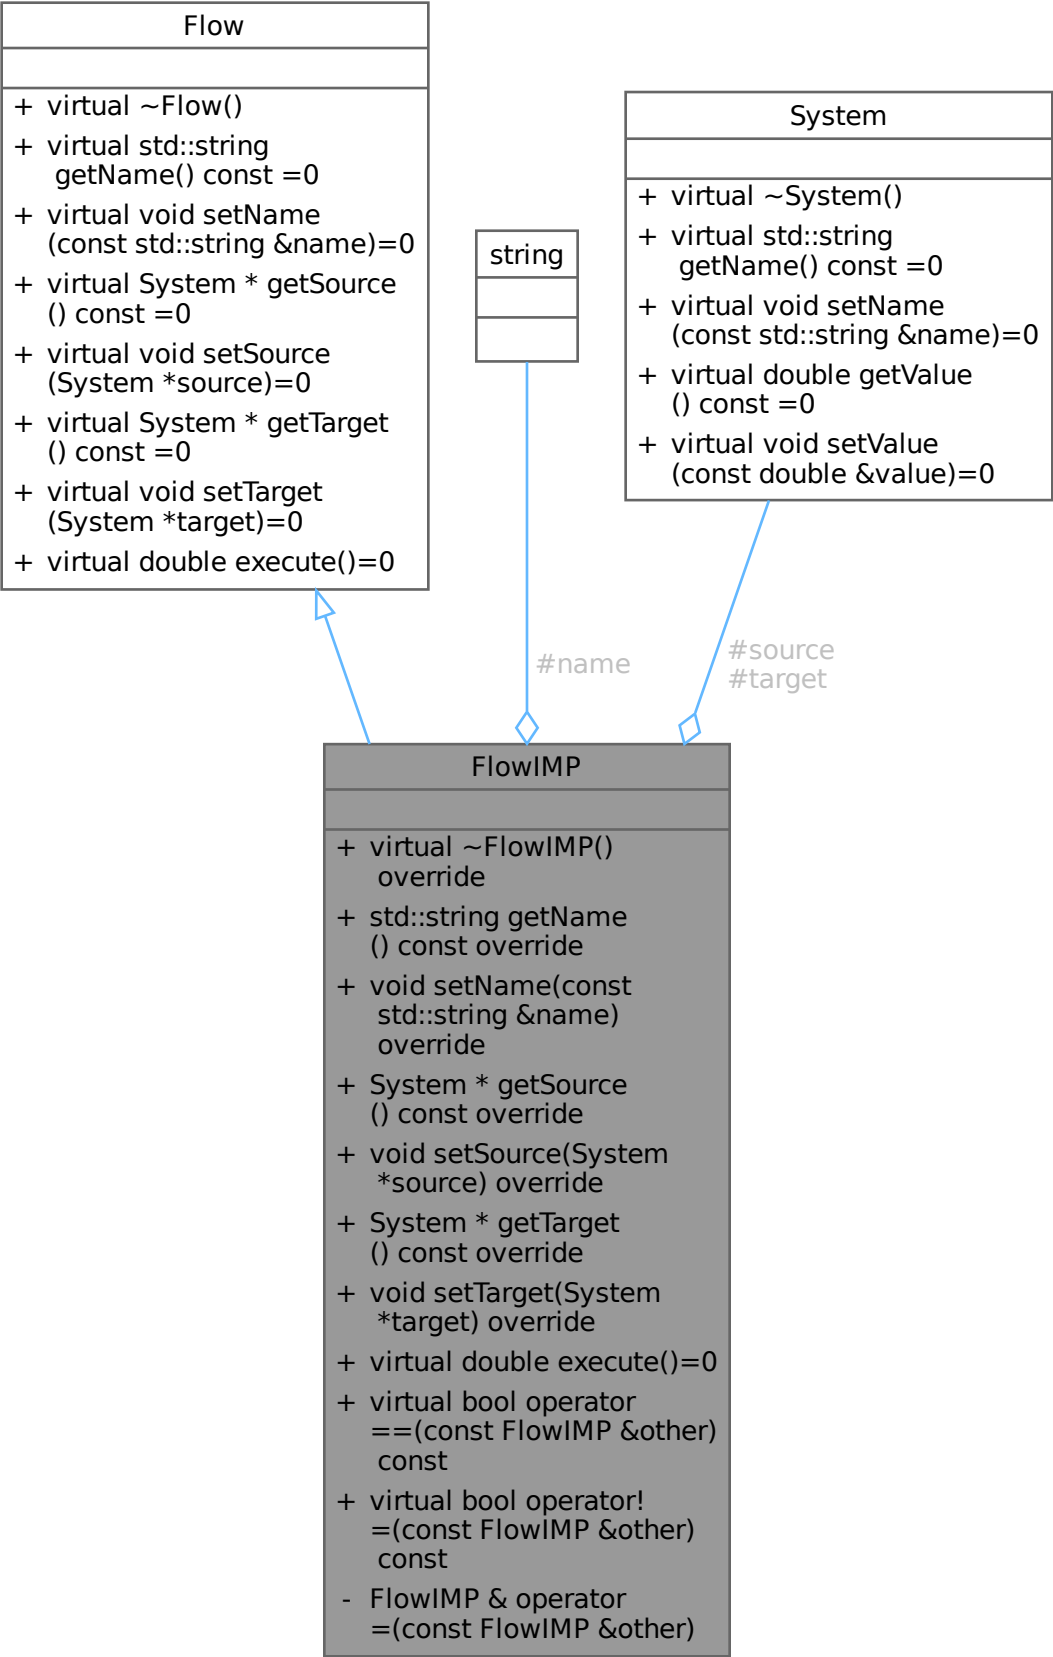 Flow
+ virtual ~Flow()
+ virtual std::string
getName() const =0
+ virtual void setName
(const std::string &name)=0
+ virtual System * getSource
() const =0
+ virtual void setSource
(System *source)=0
+ virtual System * getTarget
() const =0
+ virtual void setTarget
(System *target)=0
+ virtual double execute()=0
string
System
+ virtual ~System()
+ virtual std::string
getName() const =0
+ virtual void setName
(const std::string &name)=0
+ virtual double getValue
() const =0
+ virtual void setValue
(const double &value)=0
#name
#source
#target
FlowIMP
+ virtual ~FlowIMP()
override
+ std::string getName
() const override
+ void setName(const
std::string &name)
override
+ System * getSource
() const override
+ void setSource(System
*source) override
+ System * getTarget
() const override
+ void setTarget(System
*target) override
+ virtual double execute()=0
+ virtual bool operator
==(const FlowIMP &other)
const
+ virtual bool operator!
=(const FlowIMP &other)
const
- FlowIMP & operator
=(const FlowIMP &other)